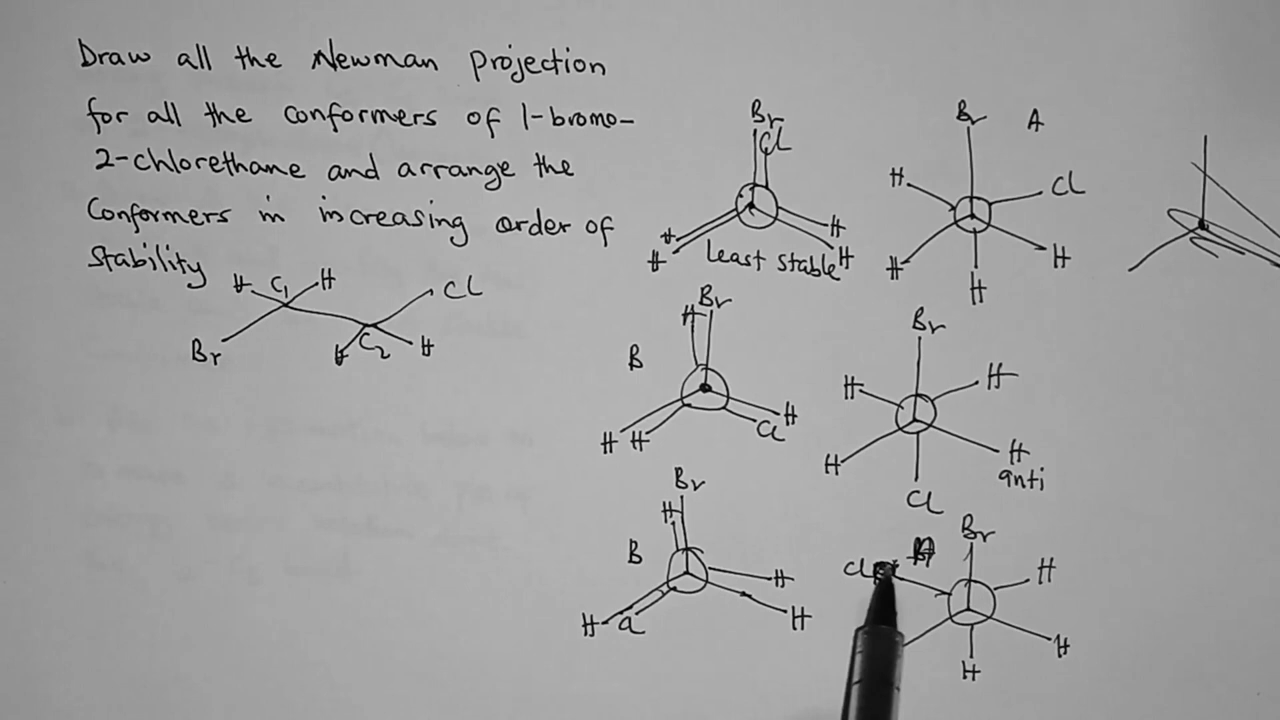 Draw all the Newman projection
for all the conformers of 1-bromo-
2-chlorethane and arrange the
Conformers in increasing order of
Stability
H C1 H
Cl
Br
H C2 H
Br
Cl
H H
H H
Least stable
Br A
H Cl
H H
H
Br
H
B
H H
H
Cl
Br
H H
H H
anti
Cl
Br
H
B
H
H Cl H
Br
Cl H
H
H